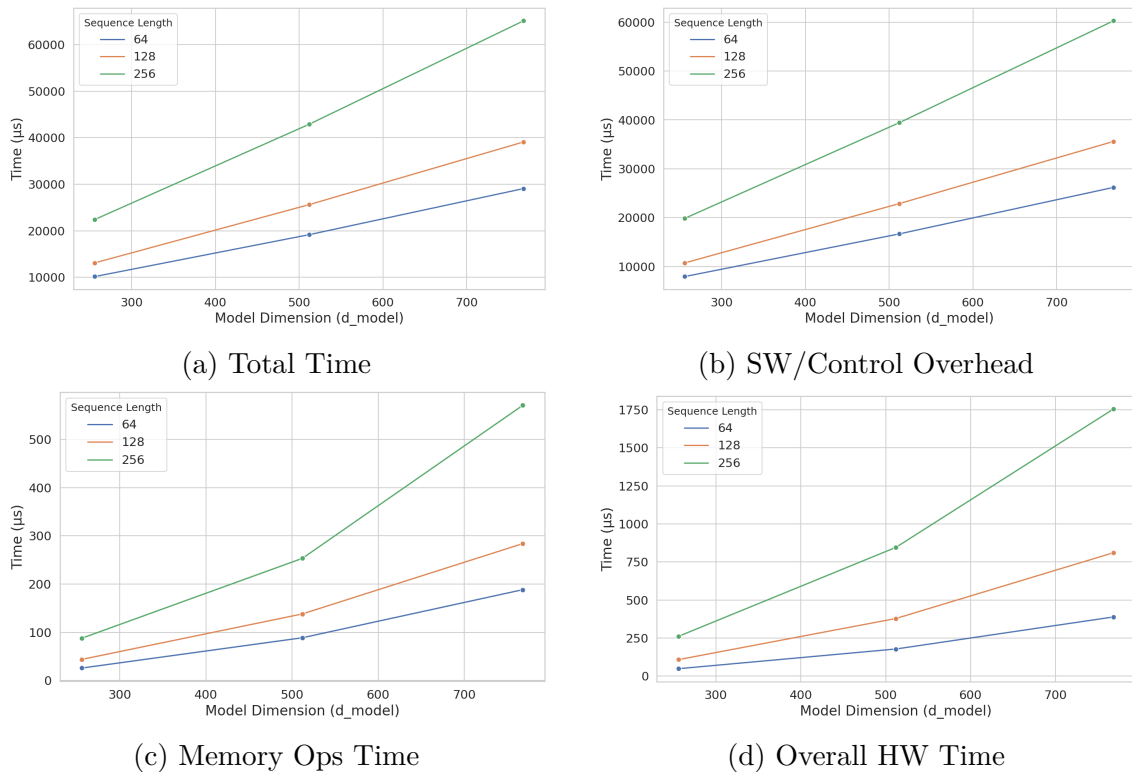 Sequence Length
64
128
256
60000
50000
40000
30000
20000
10000
Time (µs)
300 400 500 600 700
Model Dimension (d_model)
(a) Total Time
Sequence Length
64
128
256
60000
50000
40000
30000
20000
10000
Time (µs)
300 400 500 600 700
Model Dimension (d_model)
(b) SW/Control Overhead
Sequence Length
64
128
256
500
400
300
200
100
0
Time (µs)
300 400 500 600 700
Model Dimension (d_model)
(c) Memory Ops Time
Sequence Length
64
128
256
1750
1500
1250
1000
750
500
250
0
Time (µs)
300 400 500 600 700
Model Dimension (d_model)
(d) Overall HW Time